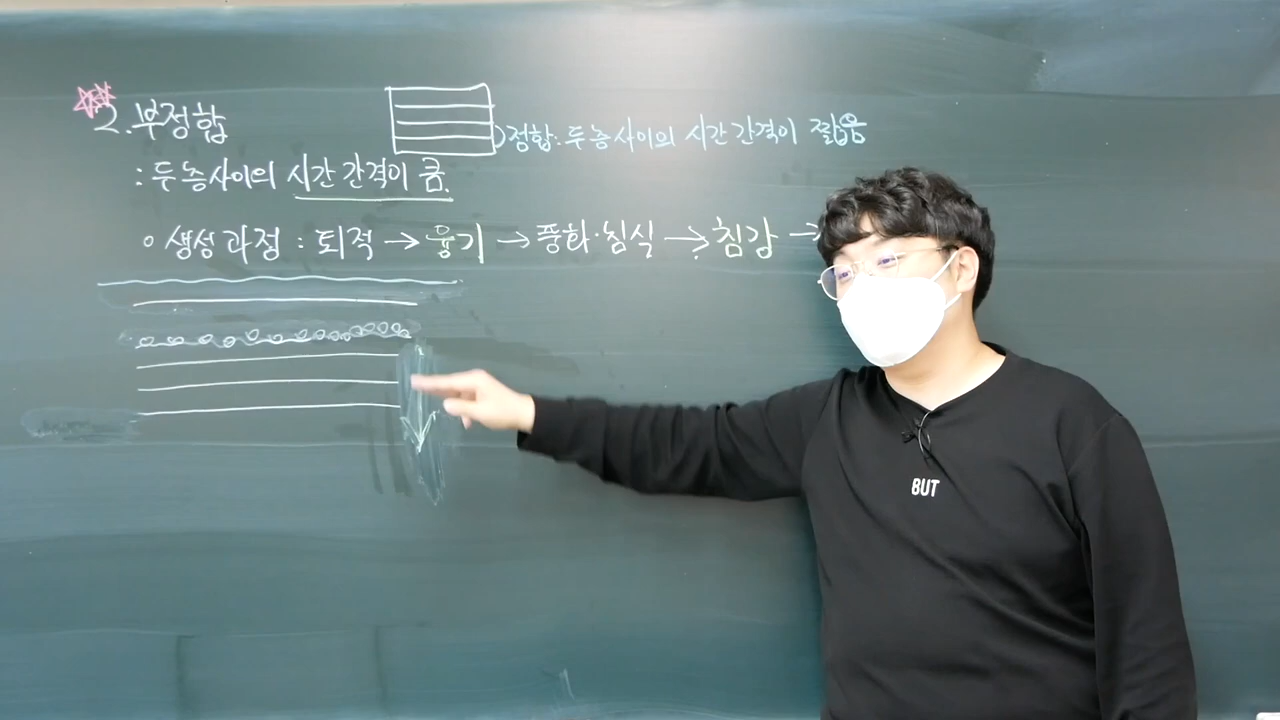 2. 부정합
정합: 두 층사이의 시간 간격이 짧음
: 두 층사이의 시간 간격이 큼.
생성과정 : 퇴적 → 융기 → 풍화·침식 → 침강 →
BUT